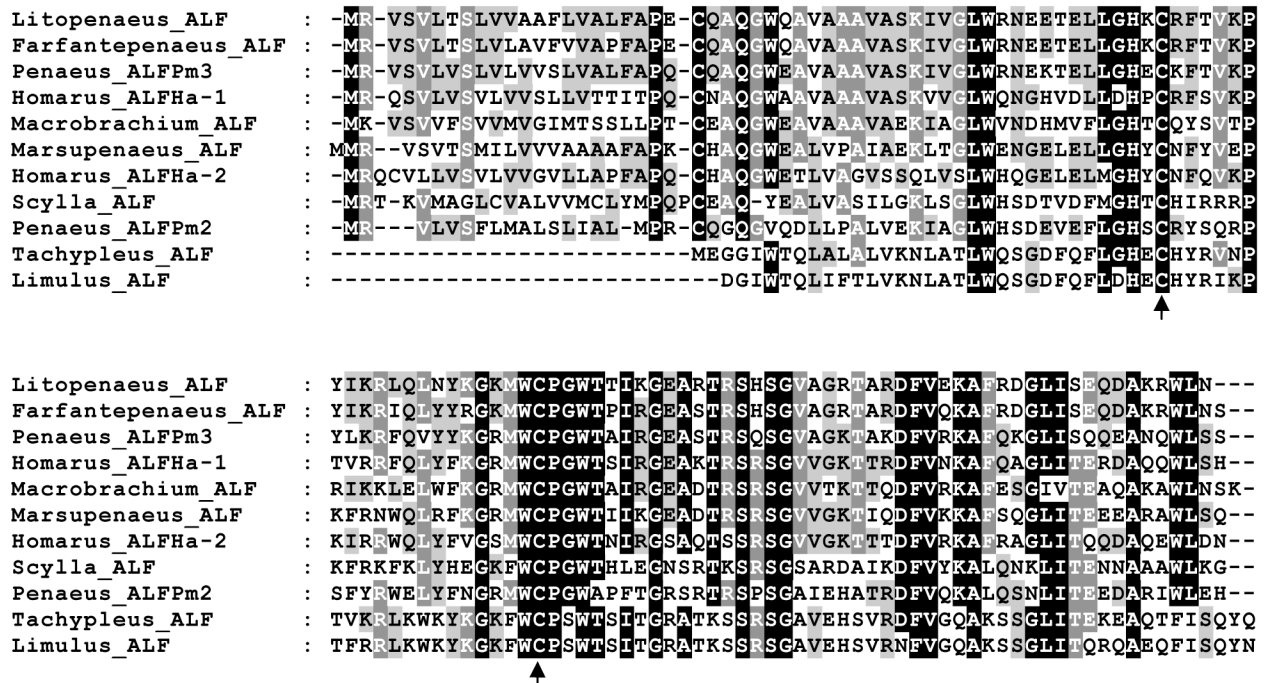 Litopenaeus_ALF : -MR-VSVLTSLVVAAFLVALFAPE-CQAQGWQAVAAAVASKIVGLWRNEETELLGHKCRFTVKP
Farfantepenaeus_ALF : -MR-VSVLTSLVLAVFVVAPFAPE-CQAQGWQAVAAAVASKIVGLWRNEETELLGHKCRFTVKP
Penaeus_ALFPm3 : -MR-VSVLVSLVLVVSLVALFAPQ-CQAQGWEAVAAAVASKIVGLWRNEKTELLGHECKFTVKP
Homarus_ALFHa-1 : -MR-QSVLVSVLVVSLLVTTITPQ-CNAQGWAAVAAAVASKVVGLWQNGHVDLLDHPCRFSVKP
Macrobrachium_ALF : -MK-VSVVFSVVMVGIMTSSLLPT-CEAQGWEAVAAAVAEKIAGLWVNDHMVFLGHTCQYSVTP
Marsupenaeus_ALF : MMR--VSVTSMILVVVAAAAFAPK-CHAQGWEALVPAIAEKLTGLWENGELELLGHYCNFYVEP
Homarus_ALFHa-2 : -MRQCVLLVSVLVVGVLLAPFAPQ-CHAQGWETLVAGVSSQLVSLWHQGELELMGHYCNFQVKP
Scylla_ALF : -MRT-KVMAGLCVALVVMCLYMPQPCEAQ-YEALVASILGKLSGLWHSDTVDFMGHTCHIRRRP
Penaeus_ALFPm2 : -MR---VLVSFLMALSLIAL-MPR-CQGQGVQDLLPALVEKIAGLWHSDEVEFLGHSCRYSQRP
Tachypleus_ALF : -------------------------MEGGIWTQLALALVKNLATLWQSGDFQFLGHECHYRVNP
Limulus_ALF : ---------------------------DGIWTQLIFTLVKNLATLWQSGDFQFLDHECHYRIKP
Litopenaeus_ALF : YIKRLQLNYKGKMWCPGWTTIKGEARTRSHSGVAGRTARDFVEKAFRDGLISEQDAKRWLN---
Farfantepenaeus_ALF : YIKRIQLYYRGKMWCPGWTPIRGEASTRSHSGVAGRTARDFVQKAFRDGLISEQDAKRWLNS--
Penaeus_ALFPm3 : YLKRFQVYYKGRMWCPGWTAIRGEASTRSQSGVAGKTAKDFVRKAFQKGLISQQEANQWLSS--
Homarus_ALFHa-1 : TVRRFQLYFKGRMWCPGWTSIRGEAKTRSRSGVVGKTTRDFVNKAFQAGLITERDAQQWLSH--
Macrobrachium_ALF : RIKKLELWFKGRMWCPGWTAIRGEADTRSRSGVVTKTTQDFVRKAFESGIVTEAQAKAWLNSK-
Marsupenaeus_ALF : KFRNWQLRFKGRMWCPGWTIIKGEADTRSRSGVVGKTIQDFVKKAFSQGLITEEEARAWLSQ--
Homarus_ALFHa-2 : KIRRWQLYFVGSMWCPGWTNIRGSAQTSSRSGVVGKTTTDFVRKAFRAGLITQQDAQEWLDN--
Scylla_ALF : KFRKFKLYHEGKFWCPGWTHLEGNSRTKSRSGSARDAIKDFVYKALQNKLITENNAAAWLKG--
Penaeus_ALFPm2 : SFYRWELYFNGRMWCPGWAPFTGRSRTRSPSGAIEHATRDFVQKALQSNLITEEDARIWLEH--
Tachypleus_ALF : TVKRLKWKYKGKFWCPSWTSITGRATKSSRSGAVEHSVRDFVGQAKSSGLITEKEAQTFISQYQ
Limulus_ALF : TFRRLKWKYKGKFWCPSWTSITGRATKSSRSGAVEHSVRNFVGQAKSSGLITQRQAEQFISQYN